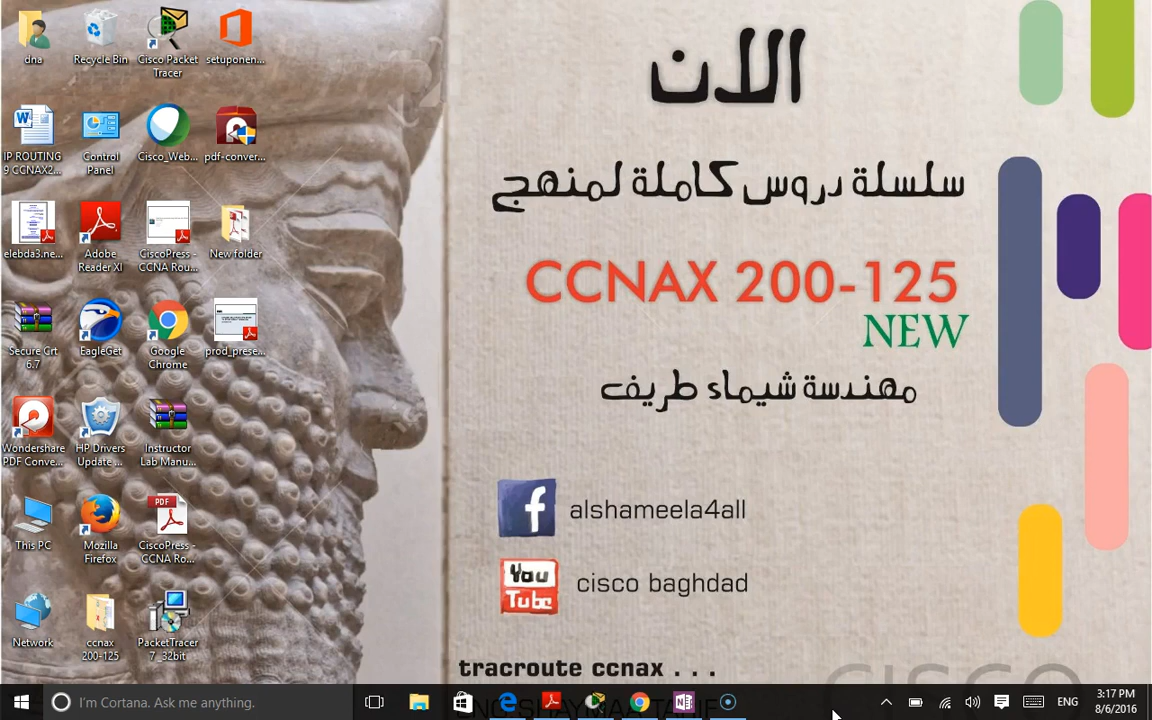 dna
Recycle Bin
Cisco Packet
Tracer
setuponen...
IP ROUTING
9 CCNAX2...
Control
Panel
Cisco_Web...
pdf-conver...
elebda3.ne...
Adobe
Reader XI
CiscoPress -
CCNA Rou...
New folder
Secure Crt
6.7
EagleGet
Google
Chrome
prod_prese...
Wondershare
PDF Conve...
HP Drivers
Update ...
Instructor
Lab Manu...
This PC
Mozilla
Firefox
PDF
CiscoPress -
CCNA Ro...
Network
ccnax
200-125
PacketTracer
7_32bit
الان
سلسلة دروس كاملة لمنهج
CCNAX 200-125
NEW
مهندسة شيماء طريف
alshameela4all
You
Tube
cisco baghdad
tracroute ccnax . . .
CISCO
I'm Cortana. Ask me anything.
ENG
3:17 PM
8/6/2016